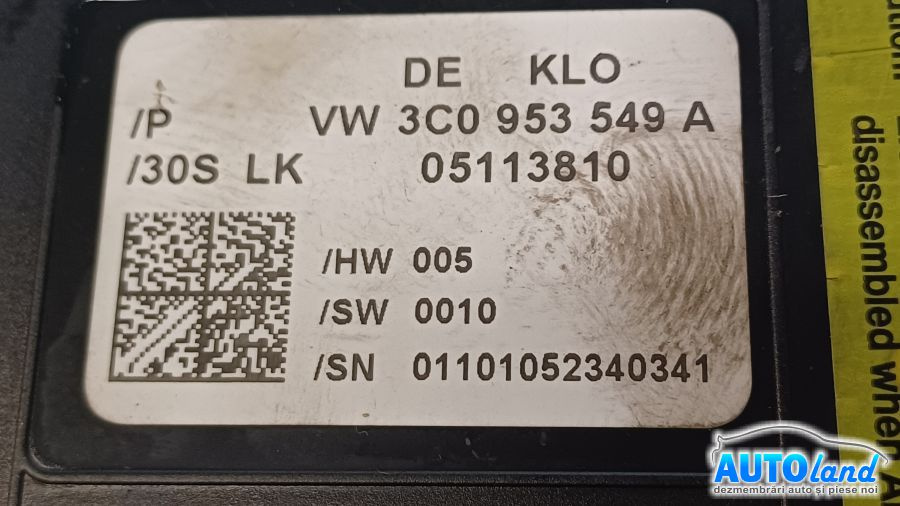 DE KLO
/P VW 3C0 953 549 A
/30S LK 05113810
/HW 005
/SW 0010
/SN 01101052340341
disassembled when
AUTOland
dezmembrări auto și piese noi